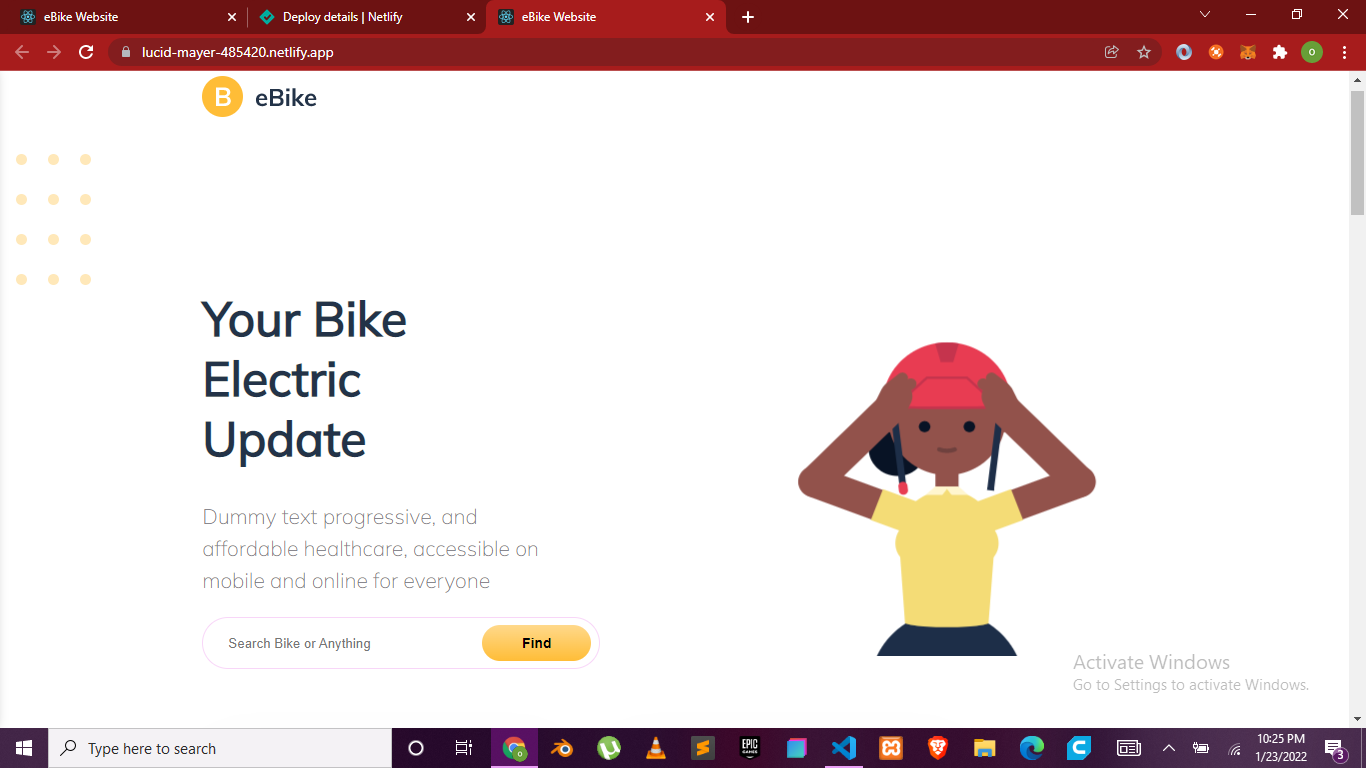 eBike Website
Deploy details | Netlify
eBike Website
lucid-mayer-485420.netlify.app
O
B
eBike
Your Bike
Electric
Update
Dummy text progressive, and
affordable healthcare, accessible on
mobile and online for everyone
Search Bike or Anything
Find
Activate Windows
Go to Settings to activate Windows.
Type here to search
EPIC
GAMES
10:25 PM
1/23/2022
3